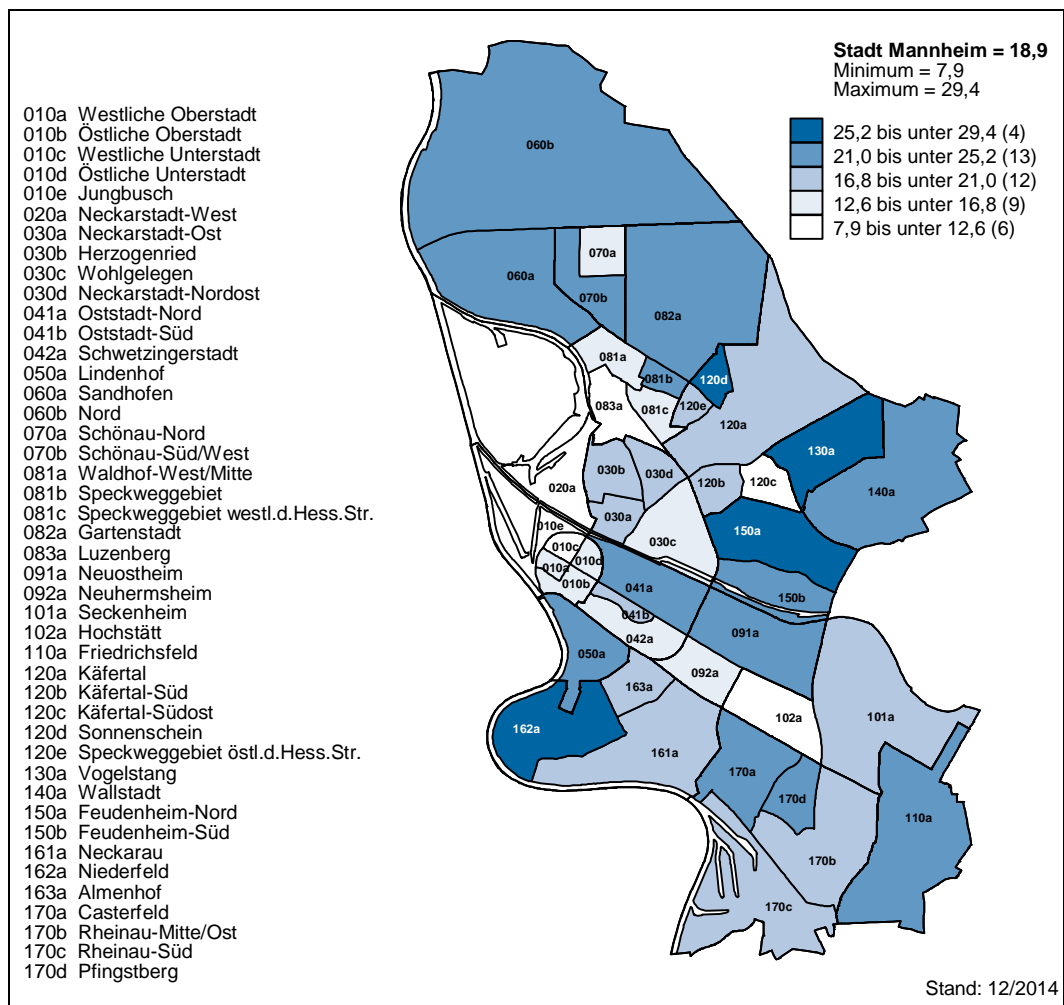 Stadt Mannheim = 18,9
Minimum = 7,9
Maximum = 29,4
25,2 bis unter 29,4 (4)
21,0 bis unter 25,2 (13)
16,8 bis unter 21,0 (12)
12,6 bis unter 16,8 (9)
7,9 bis unter 12,6 (6)
010a Westliche Oberstadt
010b Östliche Oberstadt
010c Westliche Unterstadt
010d Östliche Unterstadt
010e Jungbusch
020a Neckarstadt-West
030a Neckarstadt-Ost
030b Herzogenried
030c Wohlgelegen
030d Neckarstadt-Nordost
041a Oststadt-Nord
041b Oststadt-Süd
042a Schwetzingerstadt
050a Lindenhof
060a Sandhofen
060b Nord
070a Schönau-Nord
070b Schönau-Süd/West
081a Waldhof-West/Mitte
081b Speckweggebiet
081c Speckweggebiet westl.d.Hess.Str.
082a Gartenstadt
083a Luzenberg
091a Neuostheim
092a Neuhermsheim
101a Seckenheim
102a Hochstätt
110a Friedrichsfeld
120a Käfertal
120b Käfertal-Süd
120c Käfertal-Südost
120d Sonnenschein
120e Speckweggebiet östl.d.Hess.Str.
130a Vogelstang
140a Wallstadt
150a Feudenheim-Nord
150b Feudenheim-Süd
161a Neckarau
162a Niederfeld
163a Almenhof
170a Casterfeld
170b Rheinau-Mitte/Ost
170c Rheinau-Süd
170d Pfingstberg
060b
070a
060a
070b
082a
081a
081b
120d
083a
081c
120e
120a
130a
030b
030d
120b
120c
140a
020a
030a
010e
030c
150a
010c
010a
010d
010b
041a
150b
041b
042a
091a
050a
092a
163a
102a
101a
162a
161a
170a
170d
110a
170b
170c
Stand: 12/2014